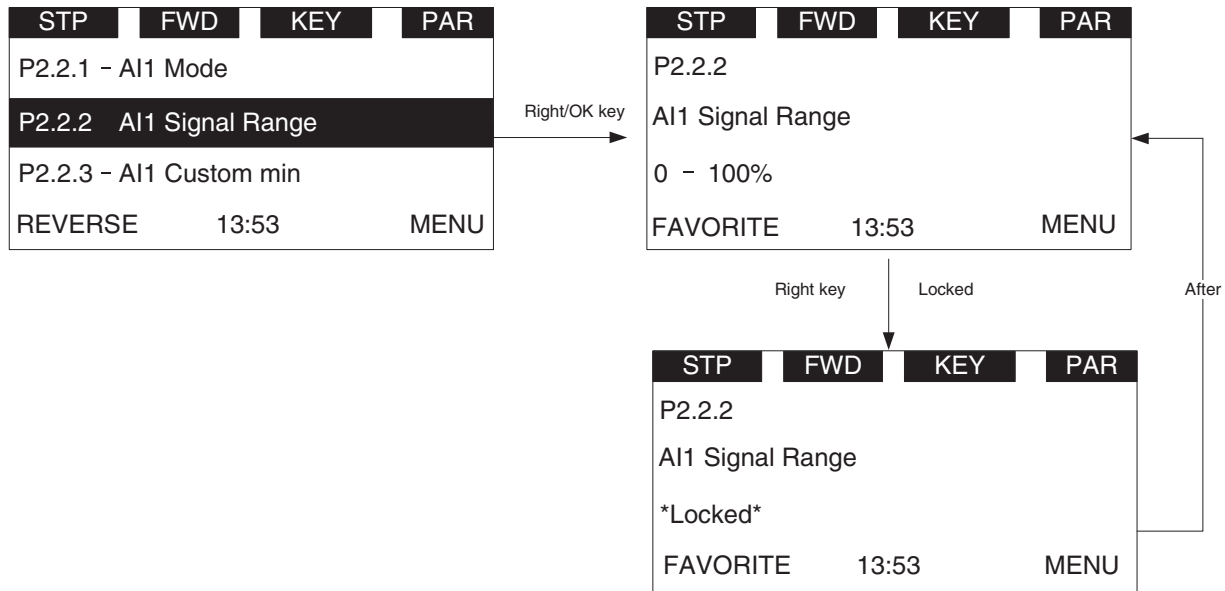 STP FWD KEY PAR
P2.2.1 - AI1 Mode
P2.2.2 AI1 Signal Range
P2.2.3 - AI1 Custom min
REVERSE 13:53 MENU
Right/OK key
STP FWD KEY PAR
P2.2.2
AI1 Signal Range
0 - 100%
FAVORITE 13:53 MENU
Right key Locked
After
STP FWD KEY PAR
P2.2.2
AI1 Signal Range
*Locked*
FAVORITE 13:53 MENU